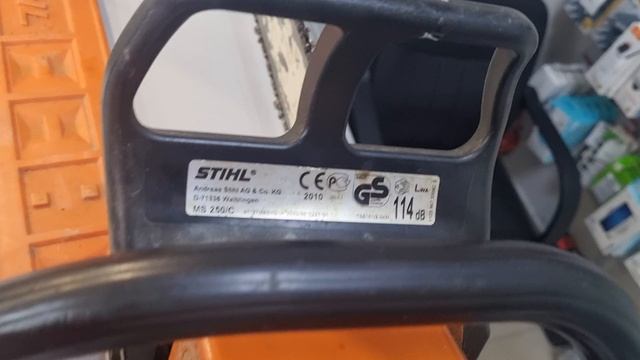 STIHL
Andreas Stihl AG & Co. KG
D-71336 Waiblingen
MS 250/C
CE
2010
GS
LWA
114 dB